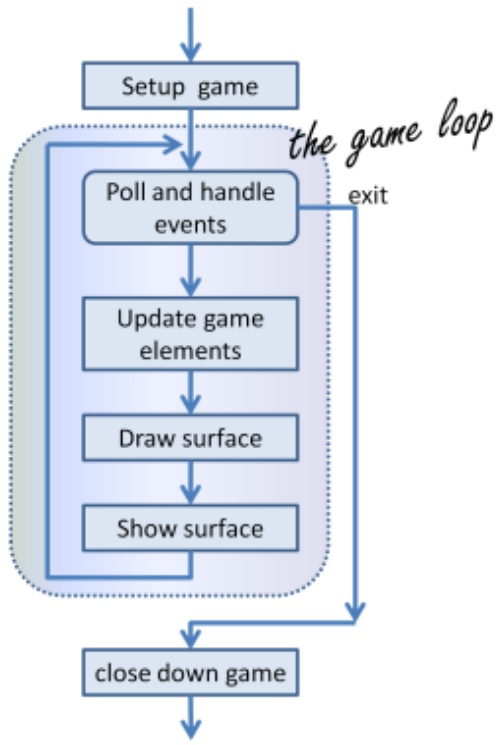 Setup game
the game loop
Poll and handle
events
exit
Update game
elements
Draw surface
Show surface
close down game